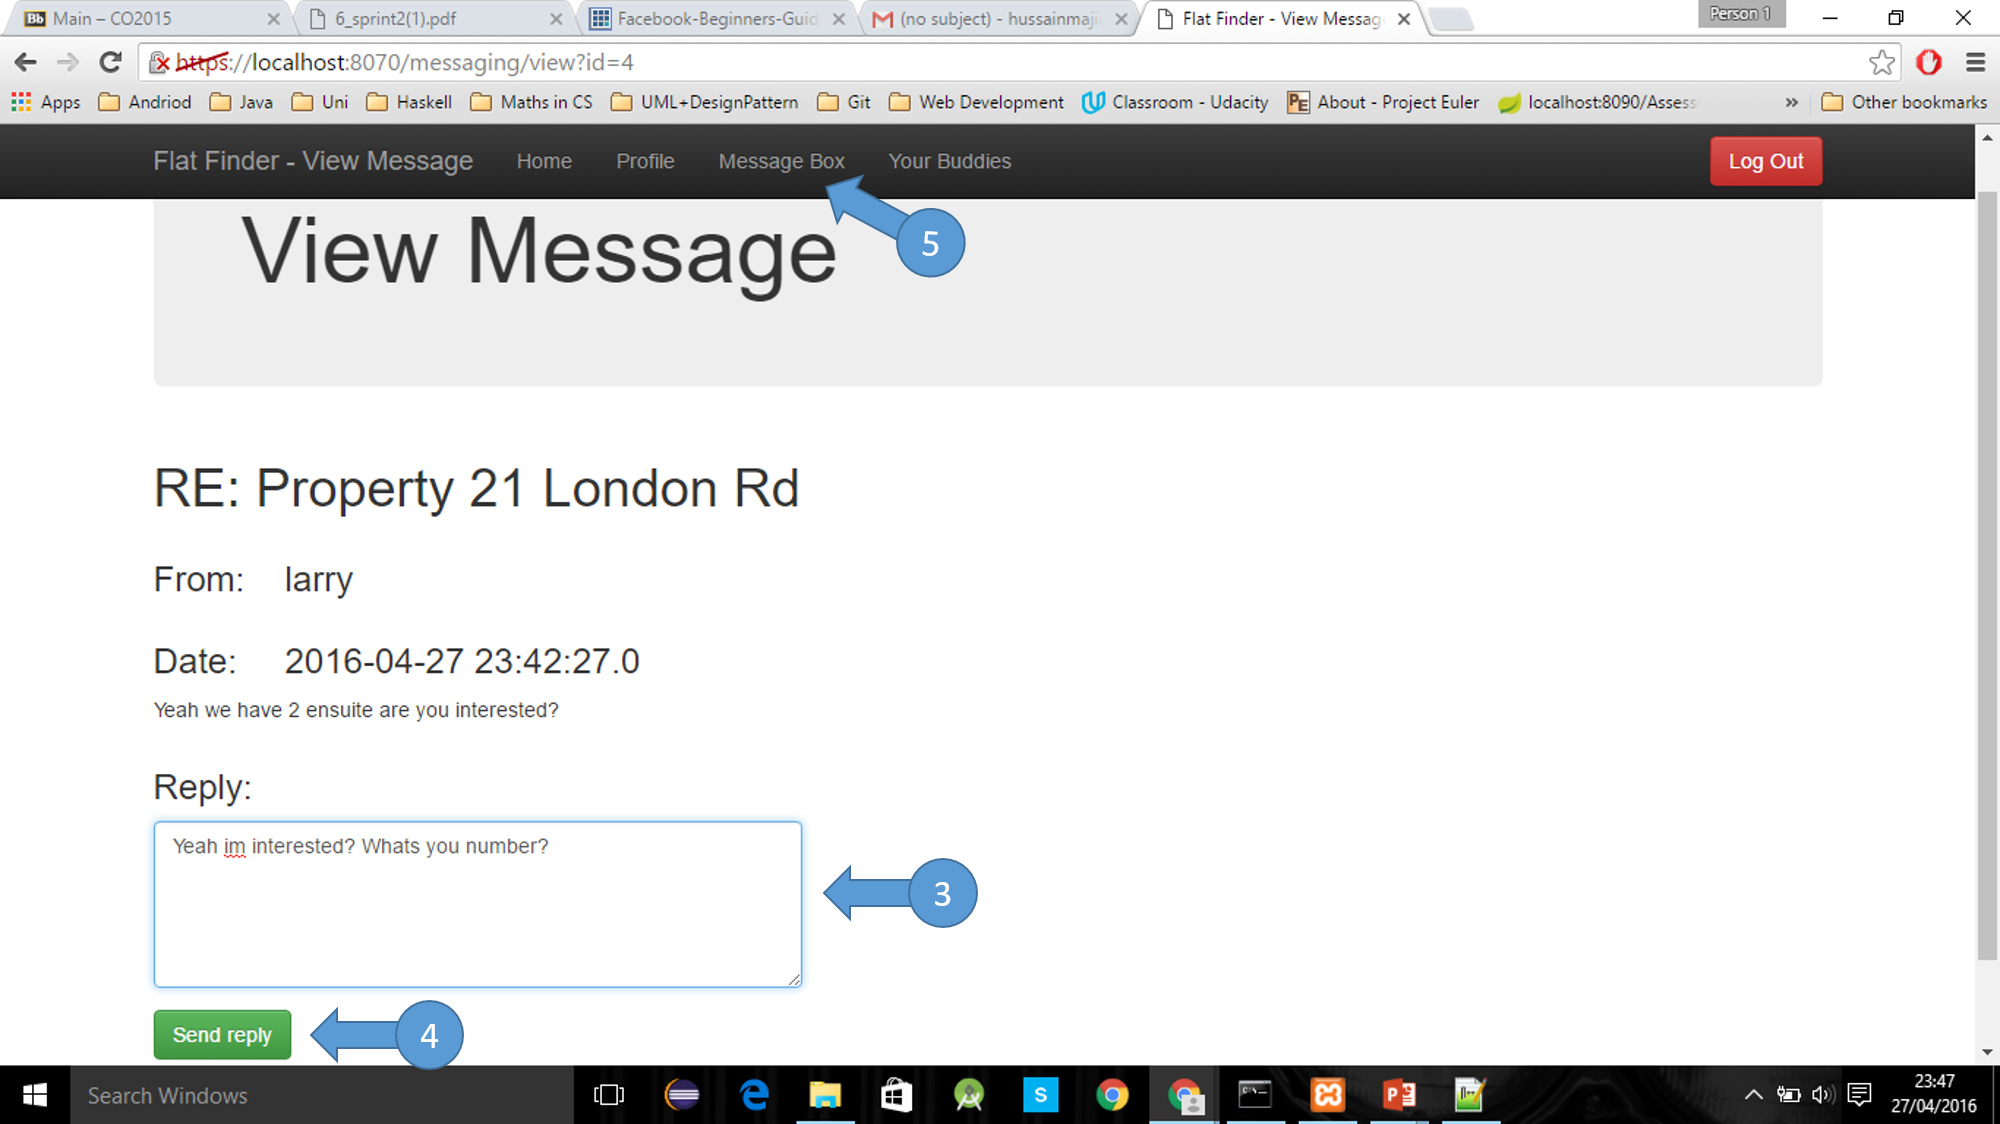 Main – CO2015
6_sprint2(1).pdf
Facebook-Beginners-Guid
(no subject) - hussainmaji
Flat Finder - View Messag
Person 1
https://localhost:8070/messaging/view?id=4
Apps
Andriod
Java
Uni
Haskell
Maths in CS
UML+DesignPattern
Git
Web Development
Classroom - Udacity
About - Project Euler
localhost:8090/Assess
»
Other bookmarks
Flat Finder - View Message
Home
Profile
Message Box
Your Buddies
Log Out
5
View Message
RE: Property 21 London Rd
From: larry
Date: 2016-04-27 23:42:27.0
Yeah we have 2 ensuite are you interested?
Reply:
Yeah im interested? Whats you number?
3
Send reply
4
Search Windows
23:47
27/04/2016